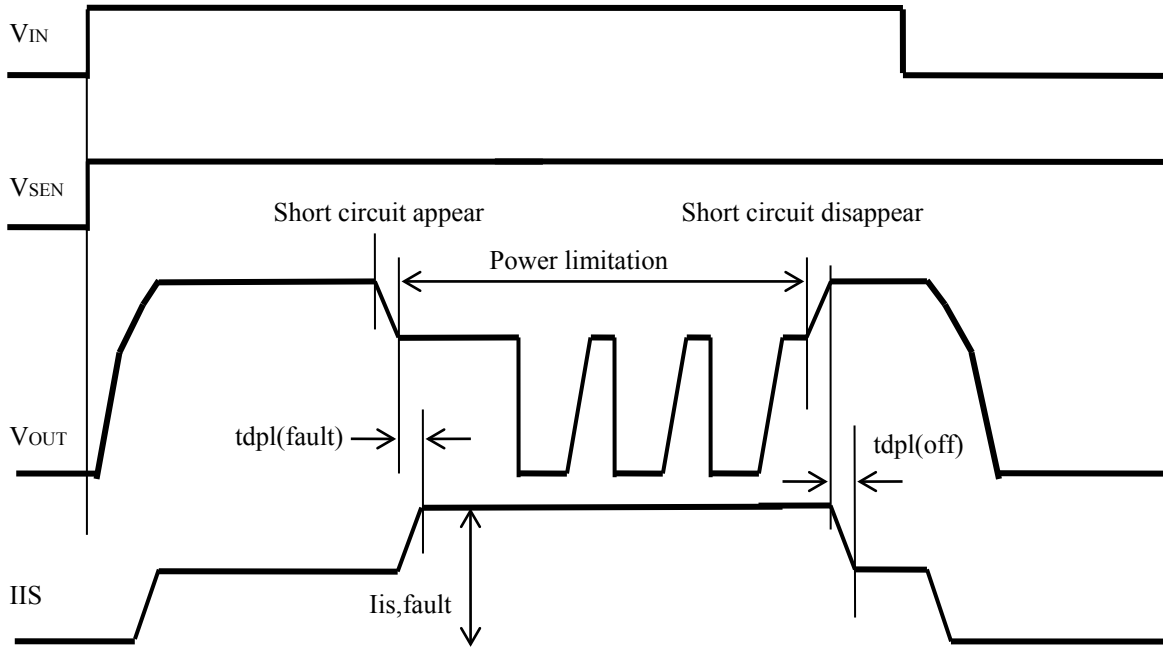 VIN
VSEN
Short circuit appear
Short circuit disappear
Power limitation
VOUT
tdpl(fault)
tdpl(off)
IIS
Iis,fault